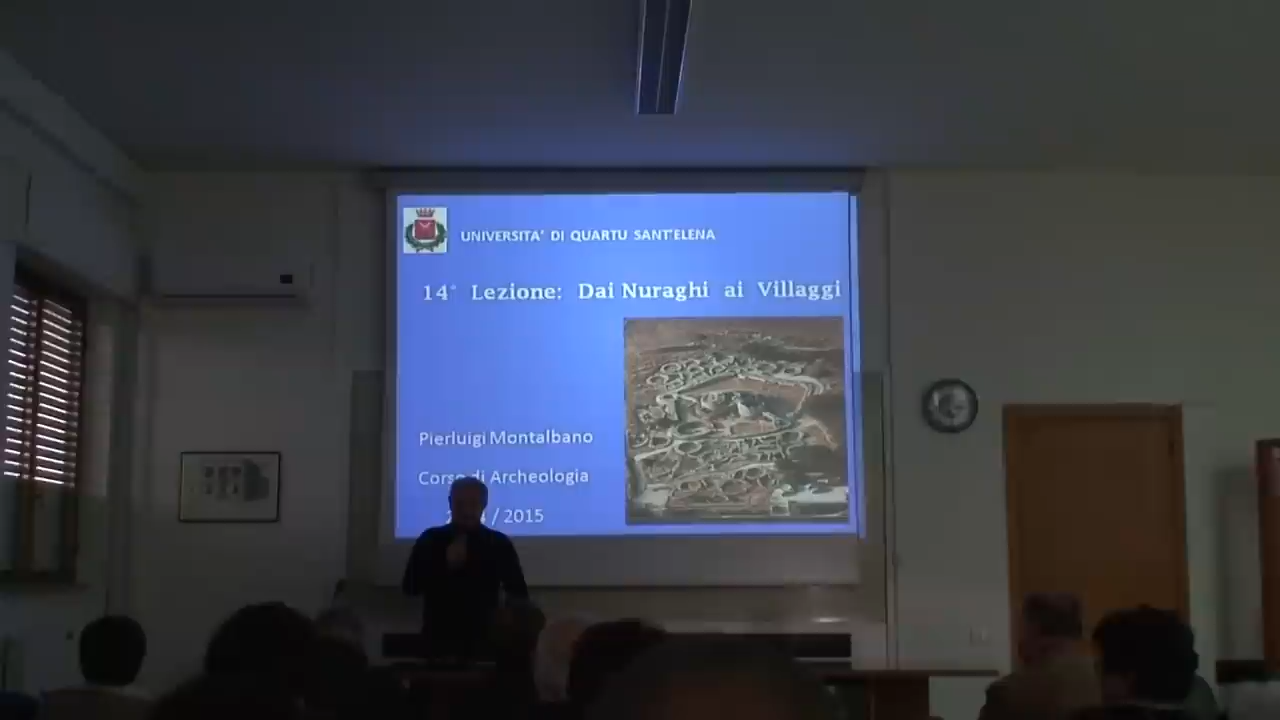 UNIVERSITA' DI QUARTU SANT'ELENA
14° Lezione: Dai Nuraghi ai Villaggi
Pierluigi Montalbano
Corso di Archeologia
/ 2015